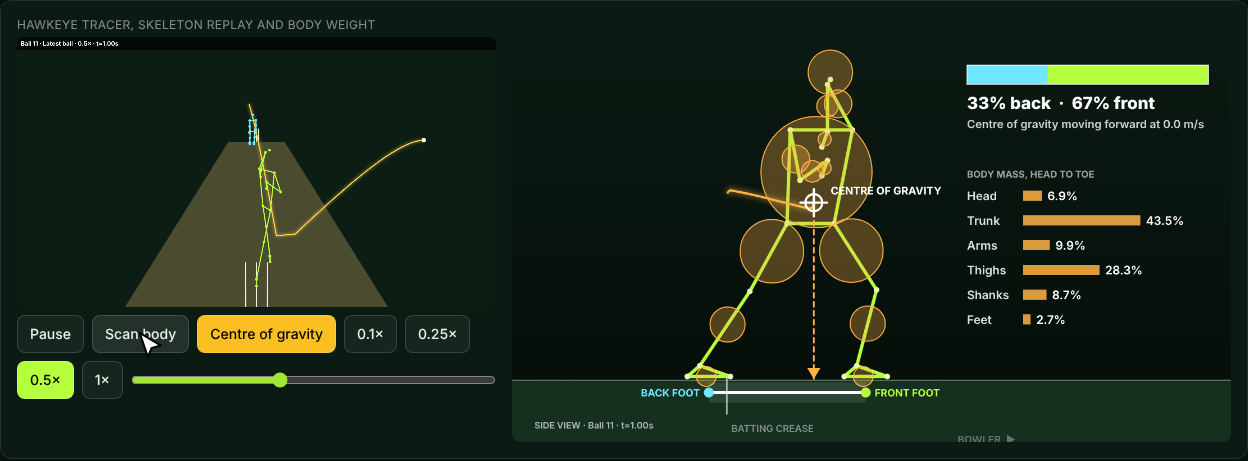 HAWKEYE TRACER, SKELETON REPLAY AND BODY WEIGHT
Ball 11 · Latest ball · 0.5× · t=1.00s
Pause
Scan body
Centre of gravity
0.1×
0.25×
0.5×
1×
CENTRE OF GRAVITY
BACK FOOT
FRONT FOOT
SIDE VIEW · Ball 11 · t=1.00s
BATTING CREASE
BOWLER ▶
33% back · 67% front
Centre of gravity moving forward at 0.0 m/s
BODY MASS, HEAD TO TOE
Head 6.9%
Trunk 43.5%
Arms 9.9%
Thighs 28.3%
Shanks 8.7%
Feet 2.7%